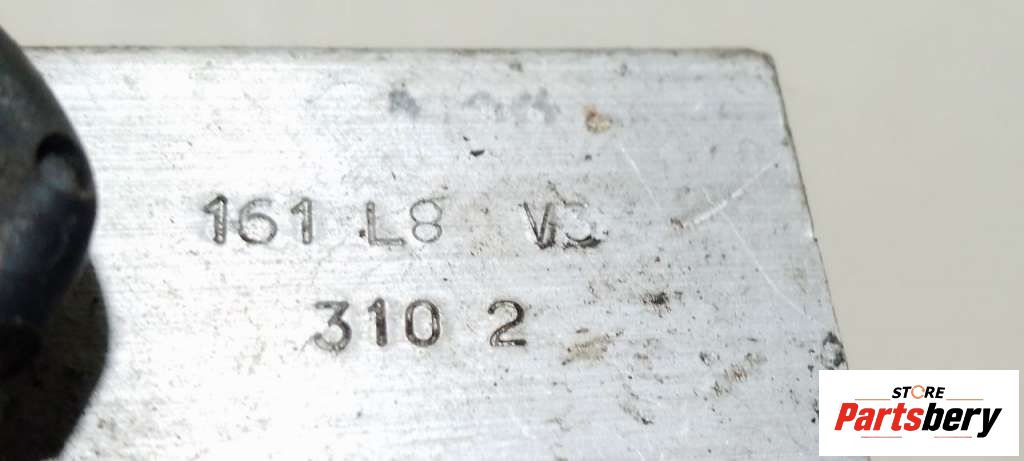 161 L8 V3
310 2
STORE
Partsbery